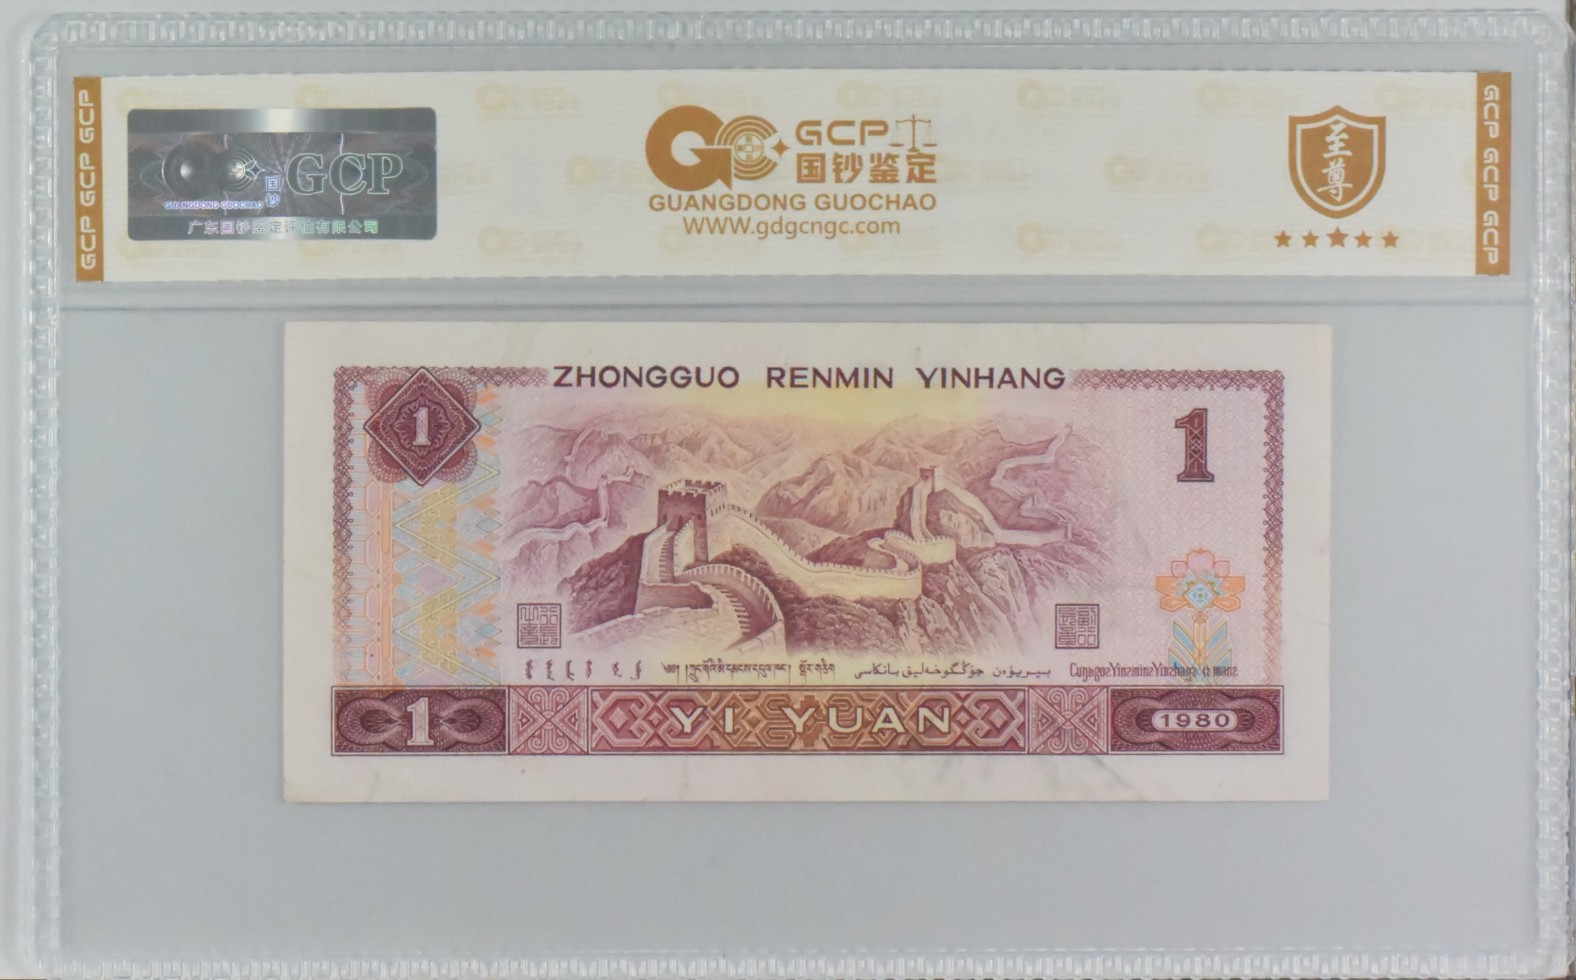 GCP GCP GCP
GCP
国钞
GUANGDONG GUOCHAO
广东国钞鉴定评估有限公司
GCP
国钞鉴定
GUANGDONG GUOCHAO
WWW.gdgcngc.com
至尊
GCP GCP GCP
ZHONGGUO RENMIN YINHANG
1
1
1
YI YUAN
1980